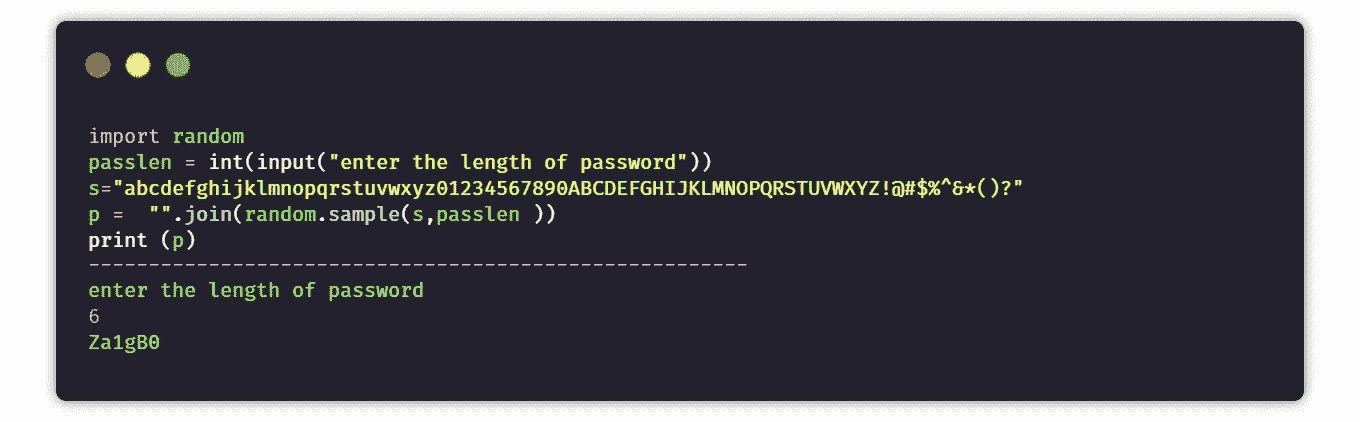 import random
passlen = int(input("enter the length of password"))
s="abcdefghijklmnopqrstuvwxyz01234567890ABCDEFGHIJKLMNOPQRSTUVWXYZ!@#$%^&*()?"
p =  "".join(random.sample(s,passlen ))
print (p)
-------------------------------------------------------
enter the length of password
6
Za1gB0